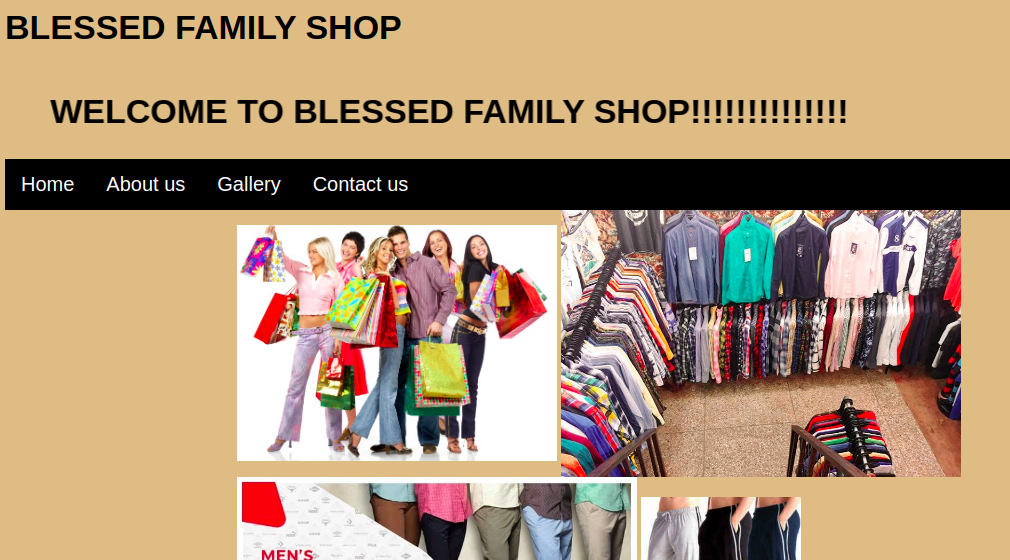 BLESSED FAMILY SHOP
WELCOME TO BLESSED FAMILY SHOP!!!!!!!!!!!!!!
Home About us Gallery Contact us
MEN'S